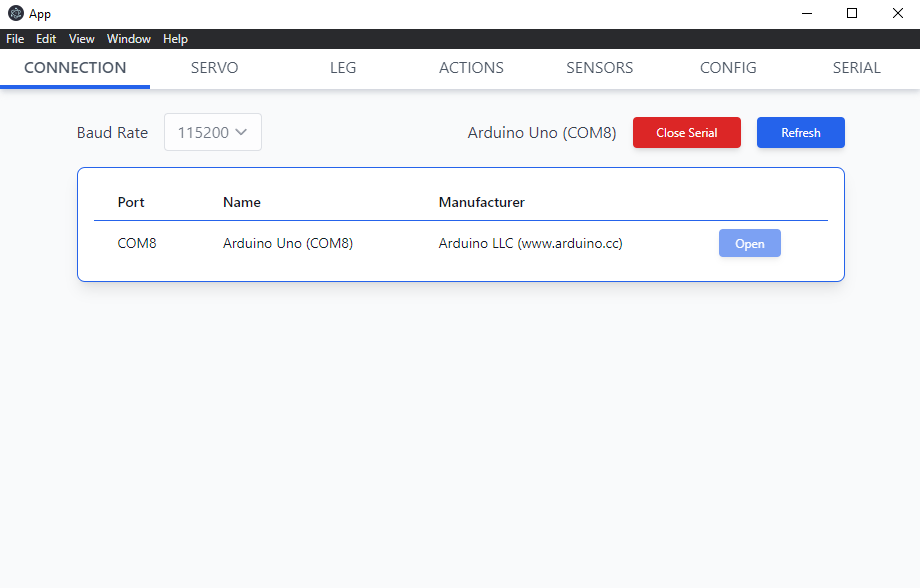 App
File Edit View Window Help
CONNECTION SERVO LEG ACTIONS SENSORS CONFIG SERIAL
Baud Rate 115200 Arduino Uno (COM8) Close Serial Refresh
Port Name Manufacturer
COM8 Arduino Uno (COM8) Arduino LLC (www.arduino.cc) Open